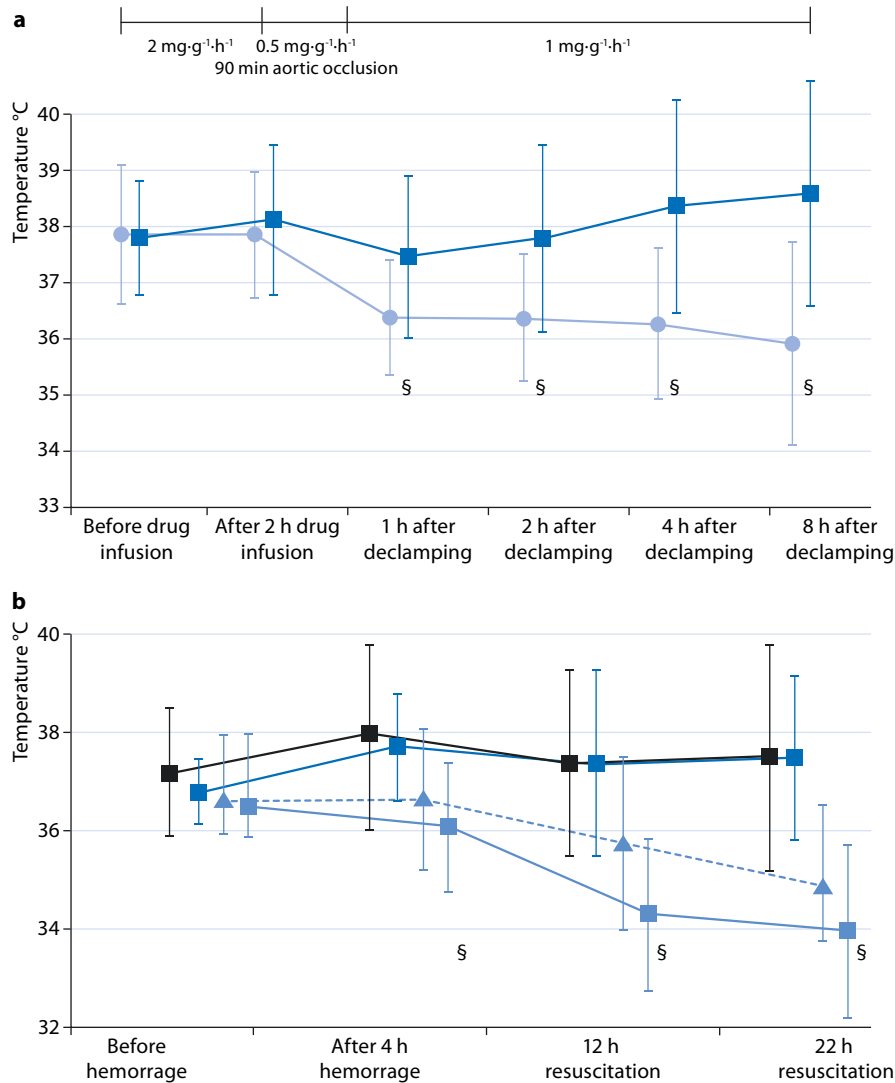 a
2 mg·g⁻¹·h⁻¹ 0.5 mg·g⁻¹·h⁻¹ 1 mg·g⁻¹·h⁻¹
90 min aortic occlusion
Temperature °C
40
39
38
37
36
35
34
33
§ § § §
Before drug infusion
After 2 h drug infusion
1 h after declamping
2 h after declamping
4 h after declamping
8 h after declamping
b
Temperature °C
40
38
36
34
32
§ § §
Before hemorrage
After 4 h hemorrage
12 h resuscitation
22 h resuscitation